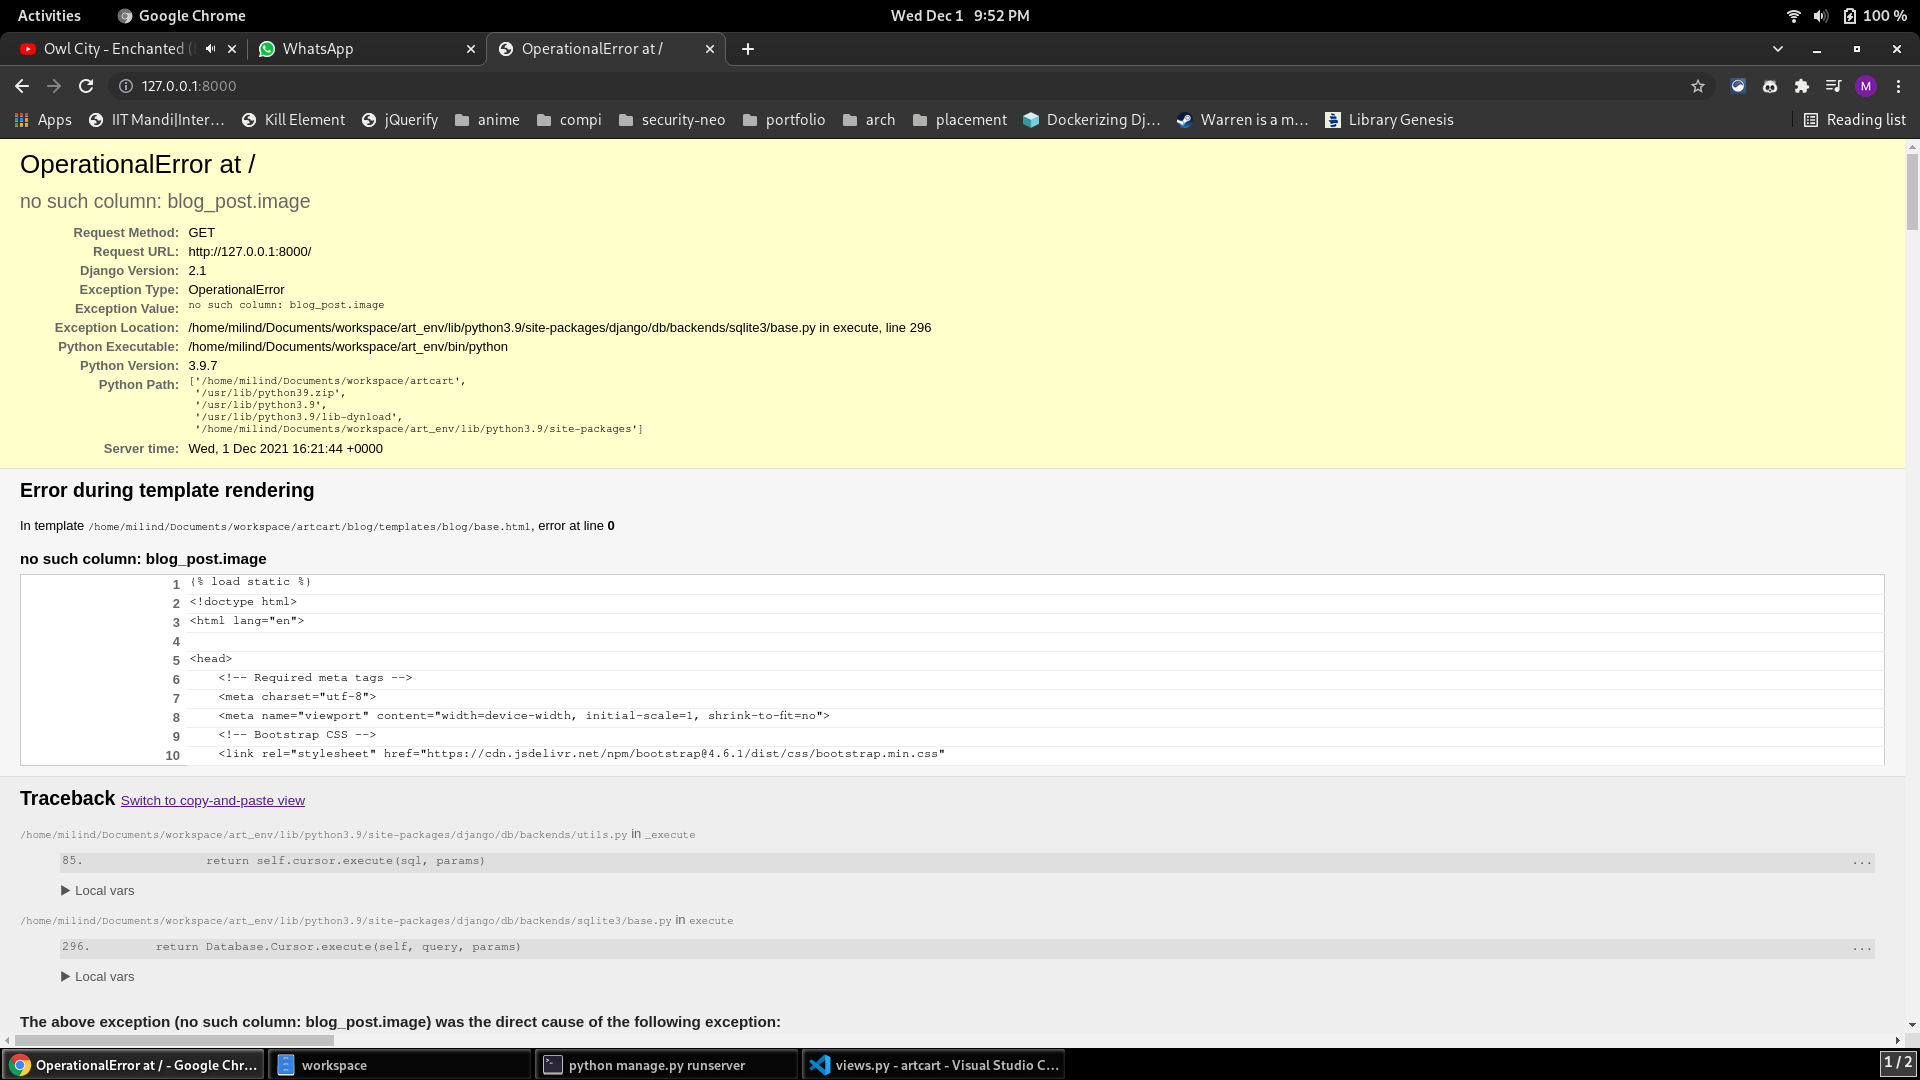 Activities Google Chrome Wed Dec 1 9:52 PM 100 %
Owl City - Enchanted ( WhatsApp OperationalError at /
127.0.0.1:8000 M
Apps IIT Mandi|Inter… Kill Element jQuerify anime compi security-neo portfolio arch placement Dockerizing Dj… Warren is a m… Library Genesis Reading list
OperationalError at /
no such column: blog_post.image
Request Method: GET
Request URL: http://127.0.0.1:8000/
Django Version: 2.1
Exception Type: OperationalError
Exception Value: no such column: blog_post.image
Exception Location: /home/milind/Documents/workspace/art_env/lib/python3.9/site-packages/django/db/backends/sqlite3/base.py in execute, line 296
Python Executable: /home/milind/Documents/workspace/art_env/bin/python
Python Version: 3.9.7
Python Path: ['/home/milind/Documents/workspace/artcart',
'/usr/lib/python39.zip',
'/usr/lib/python3.9',
'/usr/lib/python3.9/lib-dynload',
'/home/milind/Documents/workspace/art_env/lib/python3.9/site-packages']
Server time: Wed, 1 Dec 2021 16:21:44 +0000
Error during template rendering
In template /home/milind/Documents/workspace/artcart/blog/templates/blog/base.html, error at line 0
no such column: blog_post.image
1 {% load static %}
2 <!doctype html>
3 <html lang="en">
4
5 <head>
6 <!-- Required meta tags -->
7 <meta charset="utf-8">
8 <meta name="viewport" content="width=device-width, initial-scale=1, shrink-to-fit=no">
9 <!-- Bootstrap CSS -->
10 <link rel="stylesheet" href="https://cdn.jsdelivr.net/npm/bootstrap@4.6.1/dist/css/bootstrap.min.css"
Traceback Switch to copy-and-paste view
/home/milind/Documents/workspace/art_env/lib/python3.9/site-packages/django/db/backends/utils.py in _execute
85. return self.cursor.execute(sql, params) ...
▶ Local vars
/home/milind/Documents/workspace/art_env/lib/python3.9/site-packages/django/db/backends/sqlite3/base.py in execute
296. return Database.Cursor.execute(self, query, params) ...
▶ Local vars
The above exception (no such column: blog_post.image) was the direct cause of the following exception:
OperationalError at / - Google Chr… workspace python manage.py runserver views.py - artcart - Visual Studio C… 1 / 2